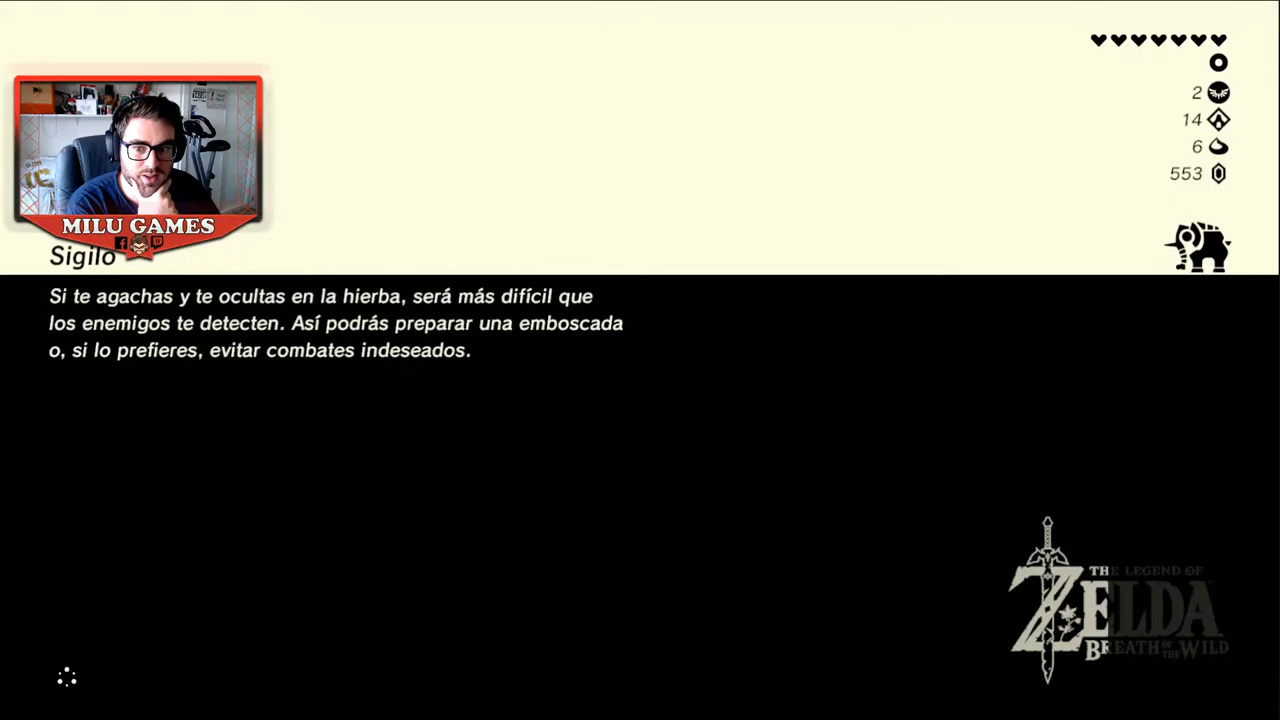 2
14
6
553
MILU GAMES
Sigilo
Si te agachas y te ocultas en la hierba, será más difícil que
los enemigos te detecten. Así podrás preparar una emboscada
o, si lo prefieres, evitar combates indeseados.
THE LEGEND OF
ZELDA
BREATH OF THE WILD